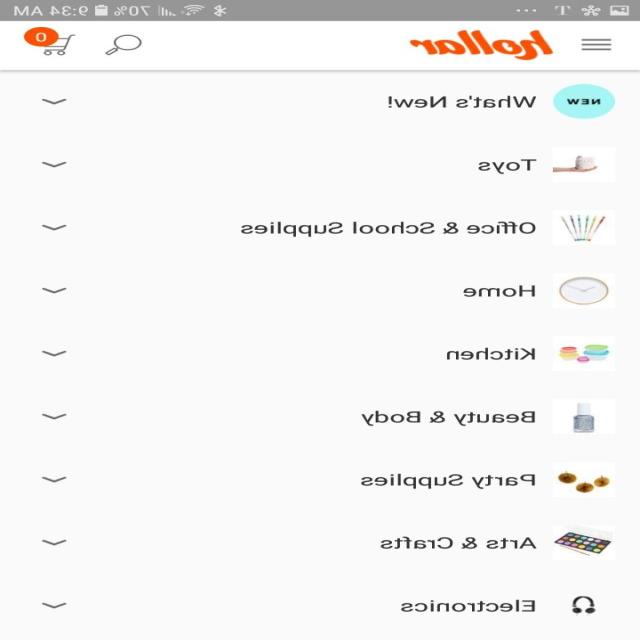 70% 9:34 AM
hollar
0
NEW What's New!
Toys
Office & School Supplies
Home
Kitchen
Beauty & Body
Party Supplies
Arts & Crafts
Electronics